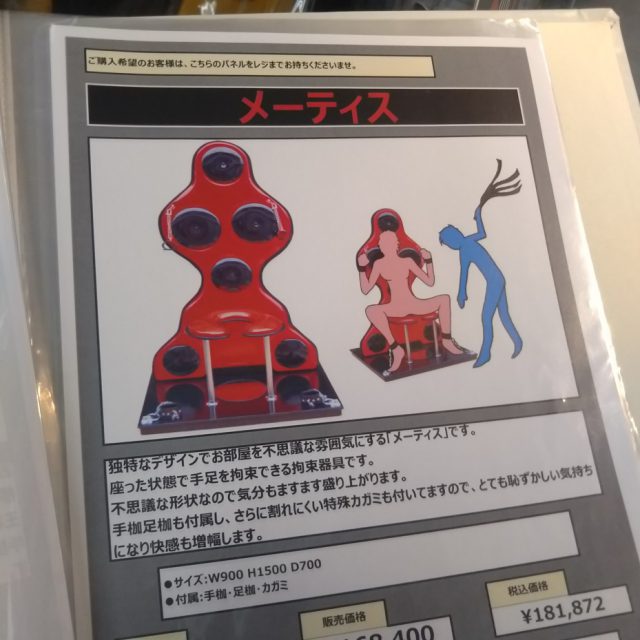 ご購入希望のお客様は、こちらのパネルをレジまでお持ちくださいませ。
メーティス
独特なデザインでお部屋を不思議な雰囲気にする「メーティス」です。
座った状態で手足を拘束できる拘束器具です。
不思議な形状なので気分もますます盛り上がります。
手枷足枷も付属し、さらに割れにくい特殊カガミも付いてますので、とても恥ずかしい気持ち
になり快感も増幅します。
●サイズ:W900 H1500 D700
●付属:手枷・足枷・カガミ
販売価格
税込価格
¥181,872